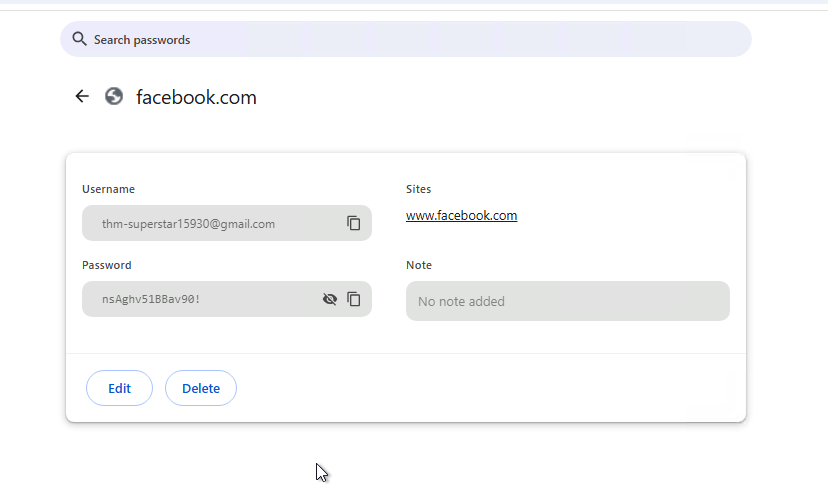 Search passwords
facebook.com
Username
thm-superstar15930@gmail.com
Sites
www.facebook.com
Password
nsAghv51BBav90!
Note
No note added
Edit
Delete